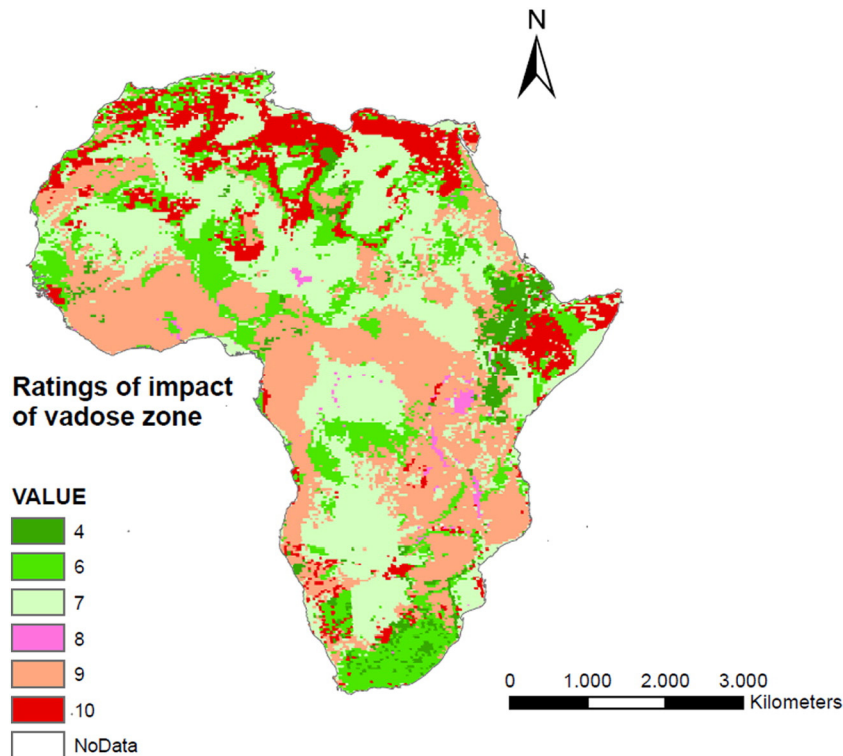 N
Ratings of impact
of vadose zone
VALUE
4
6
7
8
9
10
NoData
0 1.000 2.000 3.000
Kilometers